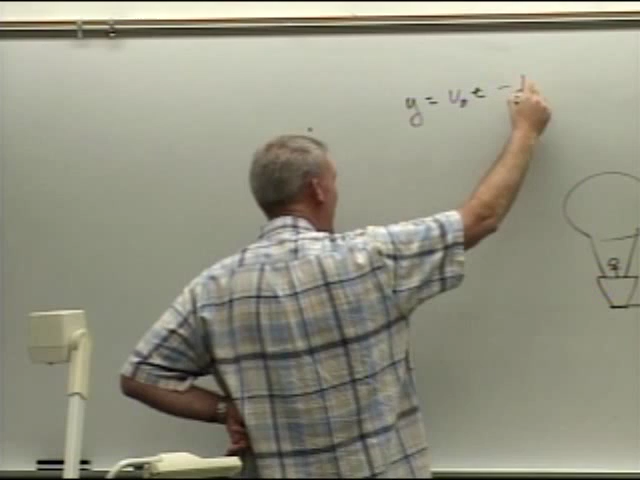 y = v₀t -